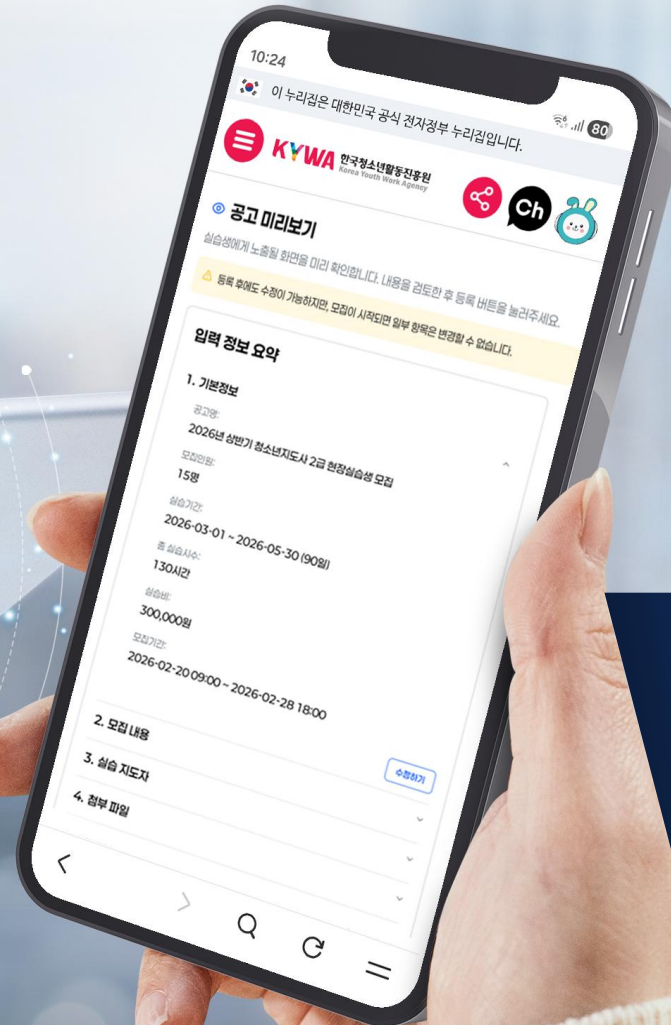 10:24
80
이 누리집은 대한민국 공식 전자정부 누리집입니다.
KYWA 한국청소년활동진흥원
Korea Youth Work Agency
Ch
공고 미리보기
실습생에게 노출될 화면을 미리 확인합니다. 내용을 검토한 후 등록 버튼을 눌러주세요.
등록 후에도 수정이 가능하지만, 모집이 시작되면 일부 항목은 변경할 수 없습니다.
입력 정보 요약
1. 기본정보
공고명:
2026년 상반기 청소년지도사 2급 현장실습생 모집
모집인원:
15명
실습기간:
2026-03-01 ~ 2026-05-30 (90일)
총 실습시수:
130시간
실습비:
300,000원
모집기간:
2026-02-20 09:00 ~ 2026-02-28 18:00
수정하기
2. 모집 내용
3. 실습 지도자
4. 첨부 파일